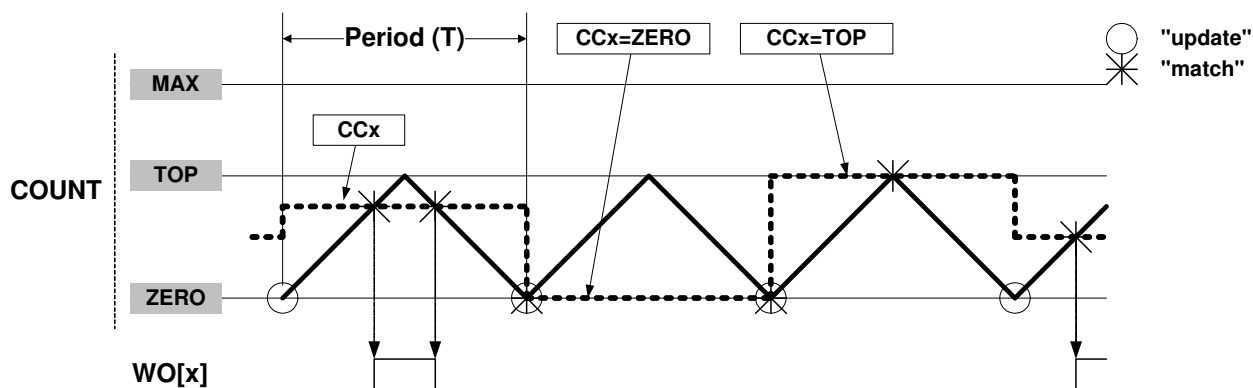 Period (T)
CCx=ZERO
CCx=TOP
"update"
"match"
MAX
CCx
TOP
COUNT
ZERO
WO[x]